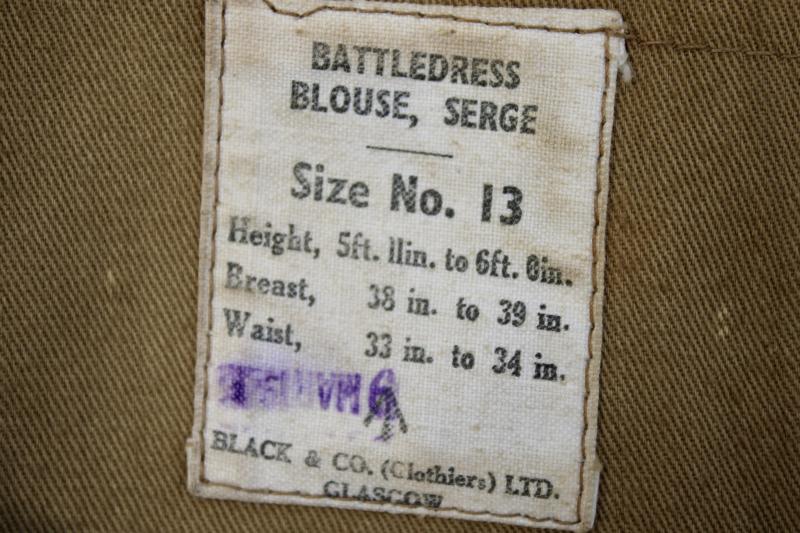 BATTLEDRESS
BLOUSE, SERGE
Size No. 13
Height, 5ft. 11in. to 6ft. 0in.
Breast, 38 in. to 39 in.
Waist, 33 in. to 34 in.
BLACK & CO. (Clothiers) LTD.
GLASGOW